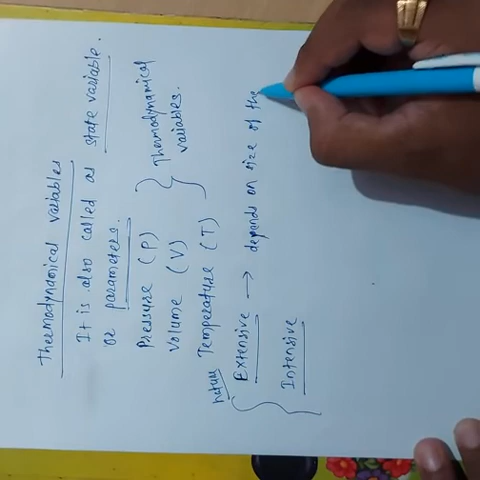 Thermodynamical variables
It is also called as state variable.
or parameters.
Pressure (P)
Volume (V)
Temperature (T)
Thermodynamical
variables.
nature
Extensive → depends on size of the
Intensive